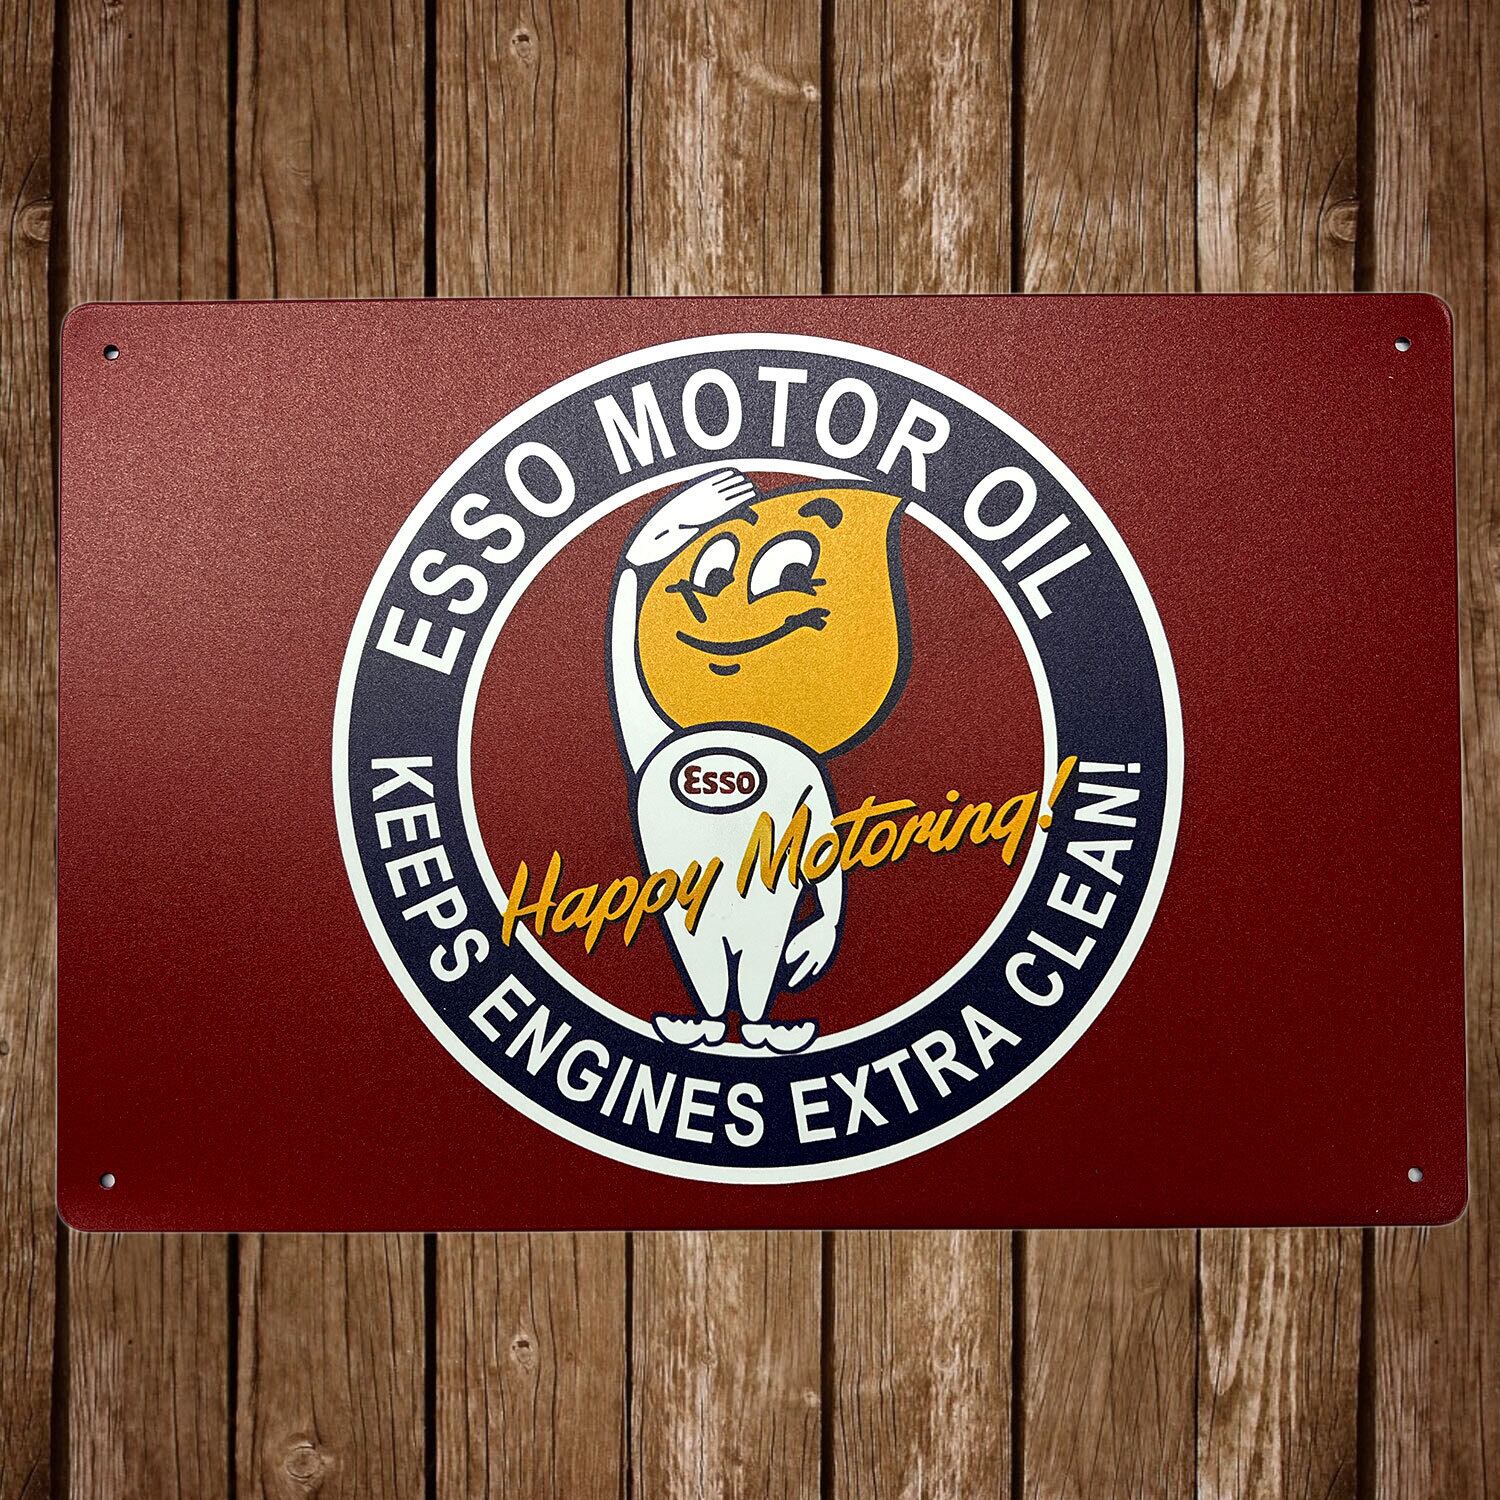 ESSO MOTOR OIL
Esso
Happy Motoring!
KEEPS ENGINES EXTRA CLEAN!